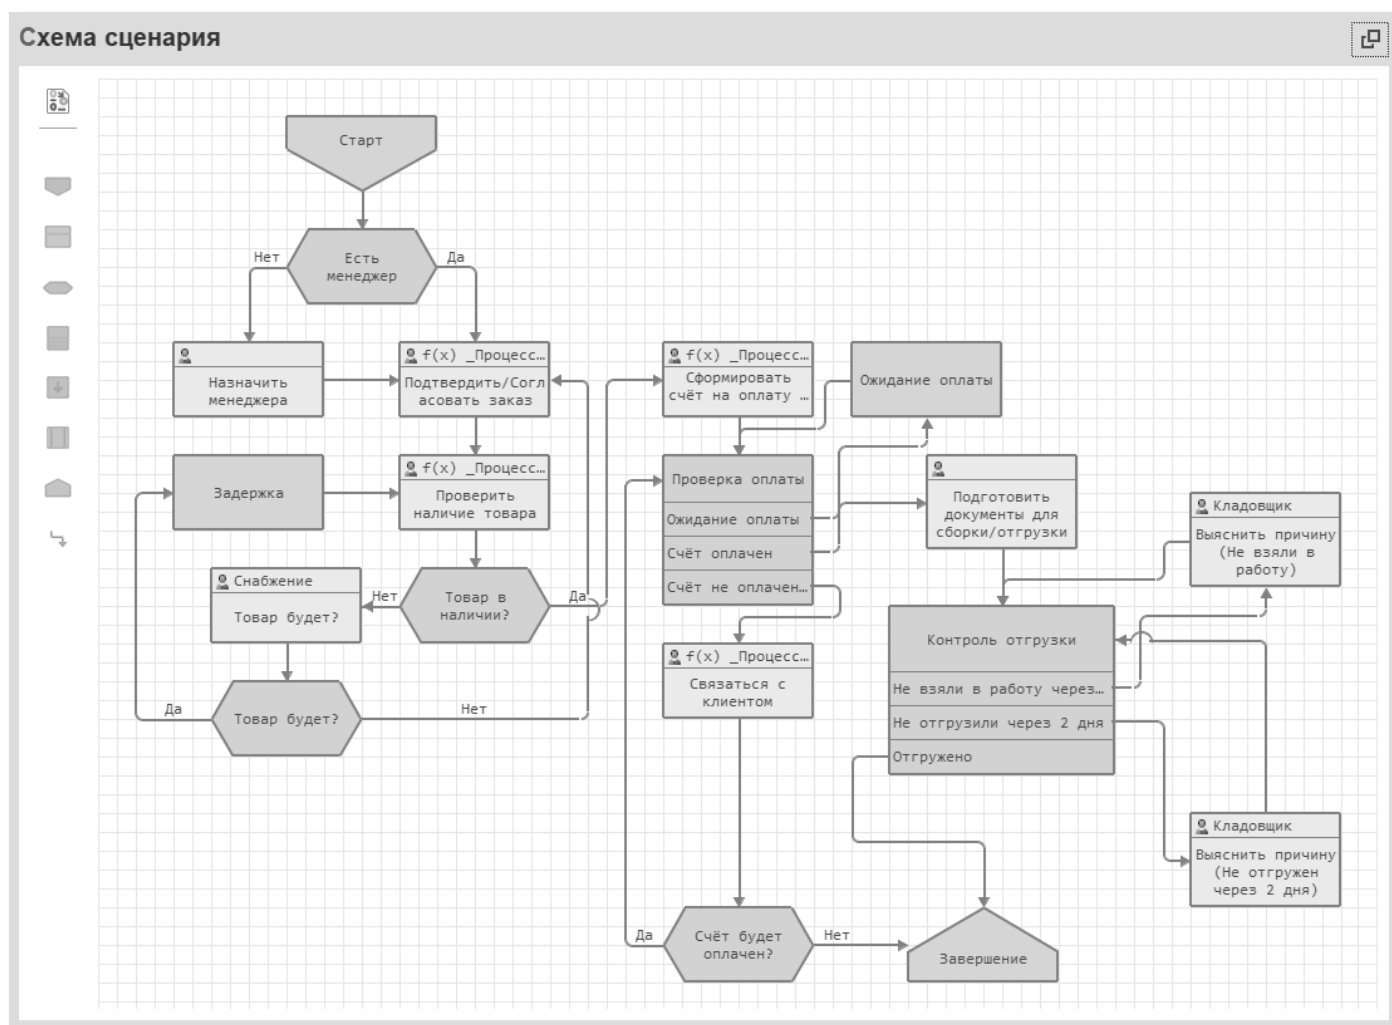 Схема сценария
Старт
Есть
менеджер
Нет
Да
Назначить
менеджера
f(x) _Процесс…
Подтвердить/Согл
асовать заказ
Задержка
f(x) _Процесс…
Проверить
наличие товара
Снабжение
Товар будет?
Нет
Товар в
наличии?
Да
Да
Товар будет?
Нет
f(x) _Процесс…
Сформировать
счёт на оплату …
Ожидание оплаты
Проверка оплаты
Ожидание оплаты
Счёт оплачен
Счёт не оплачен…
Подготовить
документы для
сборки/отгрузки
Кладовщик
Выяснить причину
(Не взяли в
работу)
f(x) _Процесс…
Связаться с
клиентом
Контроль отгрузки
Не взяли в работу через…
Не отгрузили через 2 дня
Отгружено
Кладовщик
Выяснить причину
(Не отгружен
через 2 дня)
Да
Счёт будет
оплачен?
Нет
Завершение